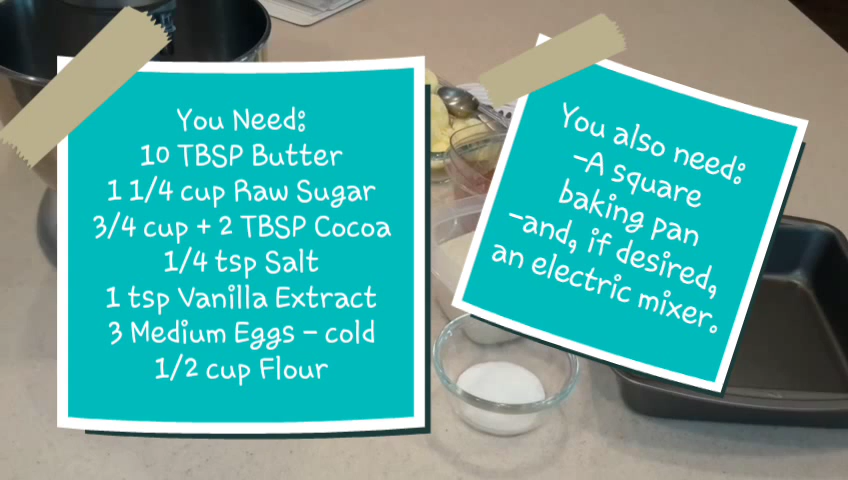 You Need:
10 TBSP Butter
1 1/4 cup Raw Sugar
3/4 cup + 2 TBSP Cocoa
1/4 tsp Salt
1 tsp Vanilla Extract
3 Medium Eggs - cold
1/2 cup Flour
You also need:
-A square
baking pan
-and, if desired,
an electric mixer.